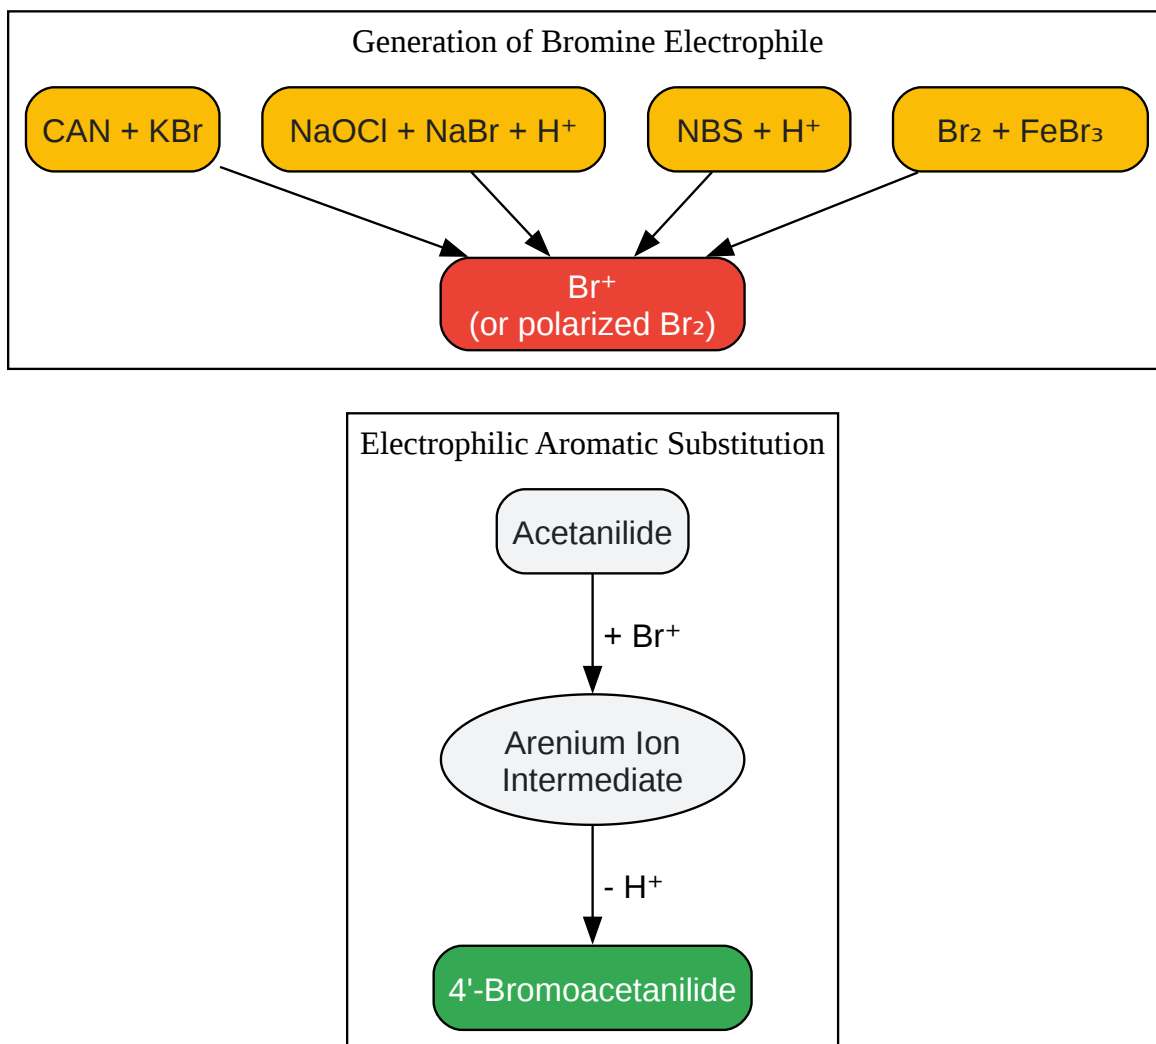 Generation of Bromine Electrophile
CAN + KBr
NaOCl + NaBr + H⁺
NBS + H⁺
Br₂ + FeBr₃
Br⁺
(or polarized Br₂)
Electrophilic Aromatic Substitution
Acetanilide
+ Br⁺
Arenium Ion
Intermediate
- H⁺
4'-Bromoacetanilide